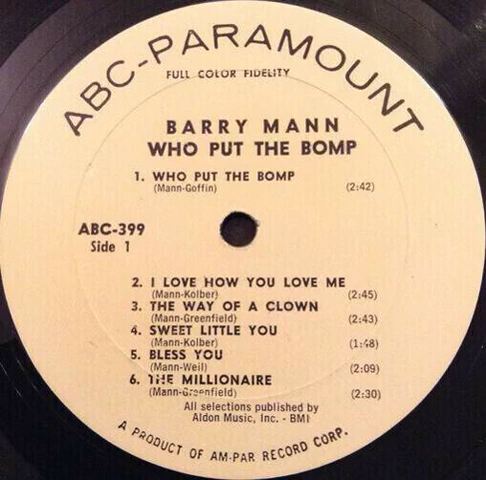 ABC-PARAMOUNT
FULL COLOR FIDELITY
BARRY MANN
WHO PUT THE BOMP
1. WHO PUT THE BOMP
(Mann-Goffin) (2:42)
ABC-399
Side 1
2. I LOVE HOW YOU LOVE ME
(Mann-Kolber) (2:45)
3. THE WAY OF A CLOWN
(Mann-Greenfield) (2:43)
4. SWEET LITTLE YOU
(Mann-Kolber) (1:48)
5. BLESS YOU
(Mann-Weil) (2:09)
6. THE MILLIONAIRE
(Mann-Greenfield) (2:30)
All selections published by
Aldon Music, Inc. - BMI
A PRODUCT OF AM-PAR RECORD CORP.